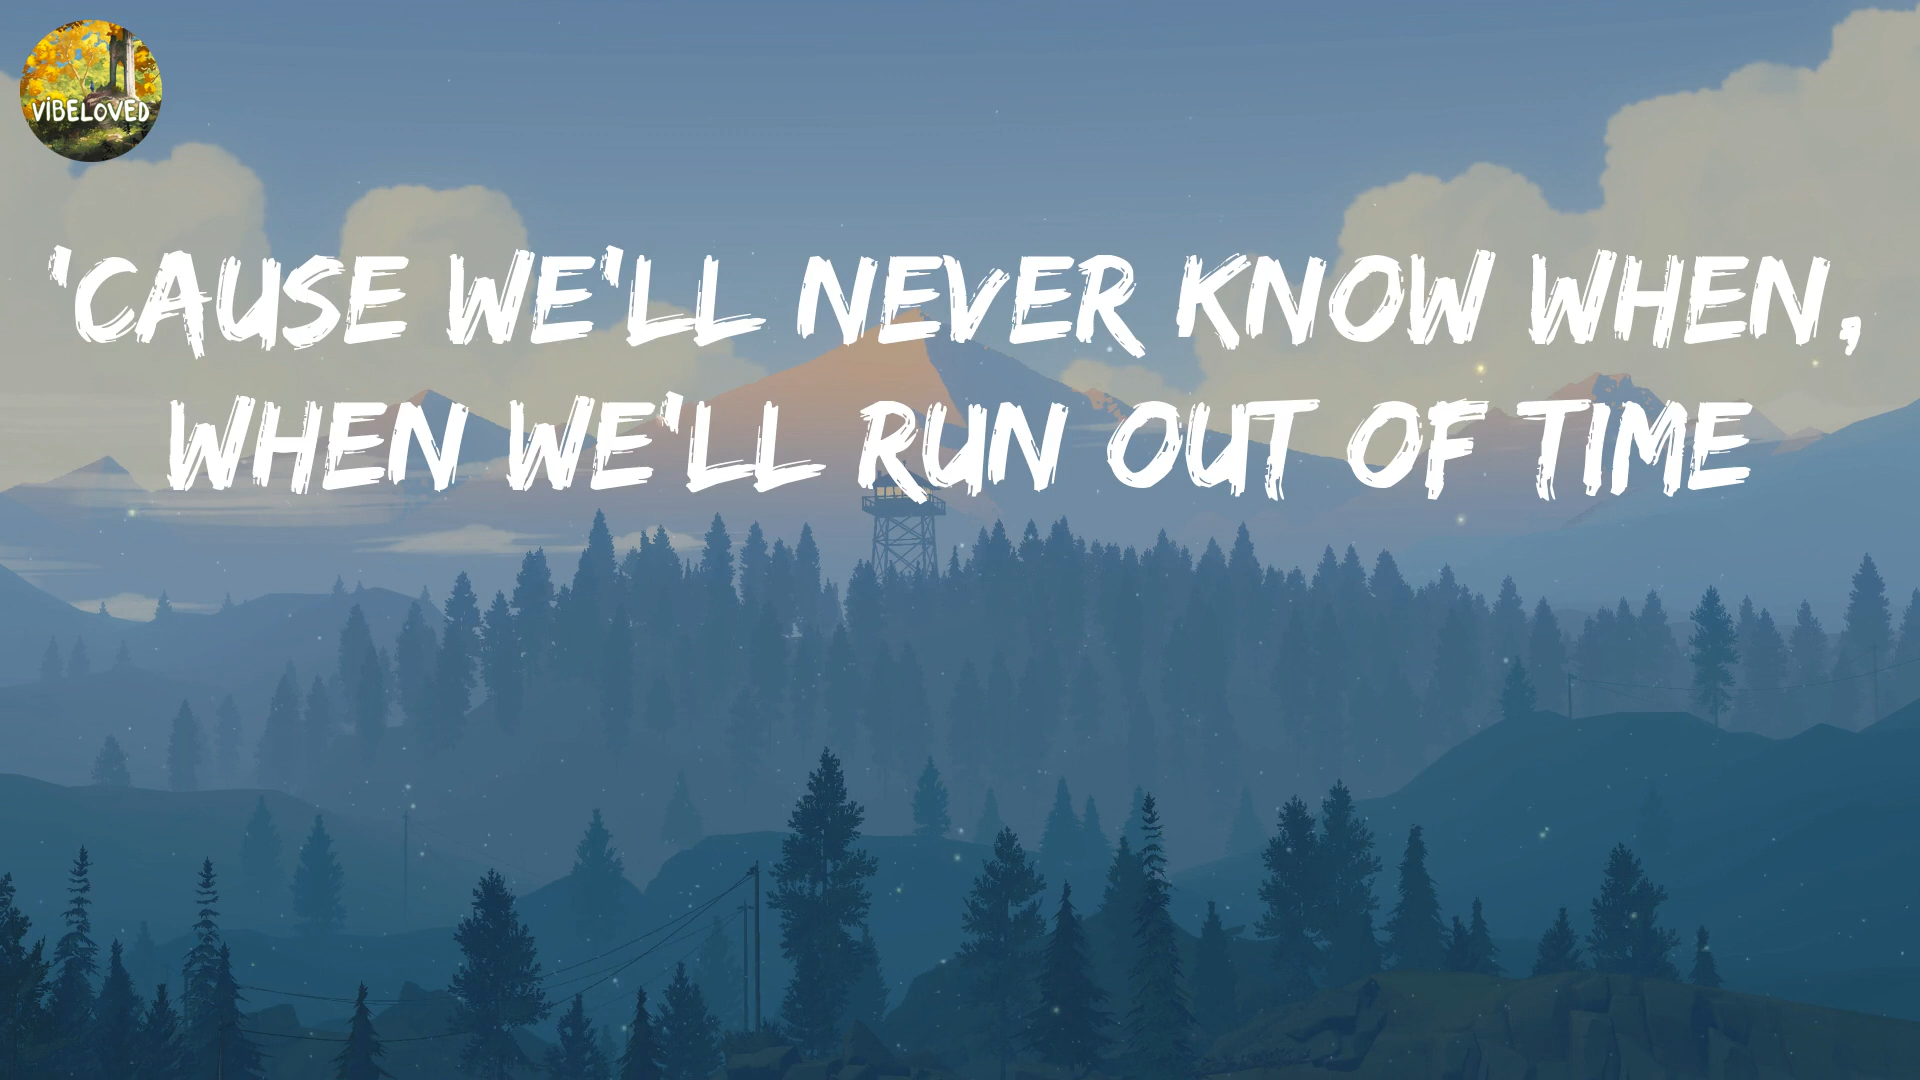 ViBELOVED
'CAUSE WE'LL NEVER KNOW WHEN,
WHEN WE'LL RUN OUT OF TIME